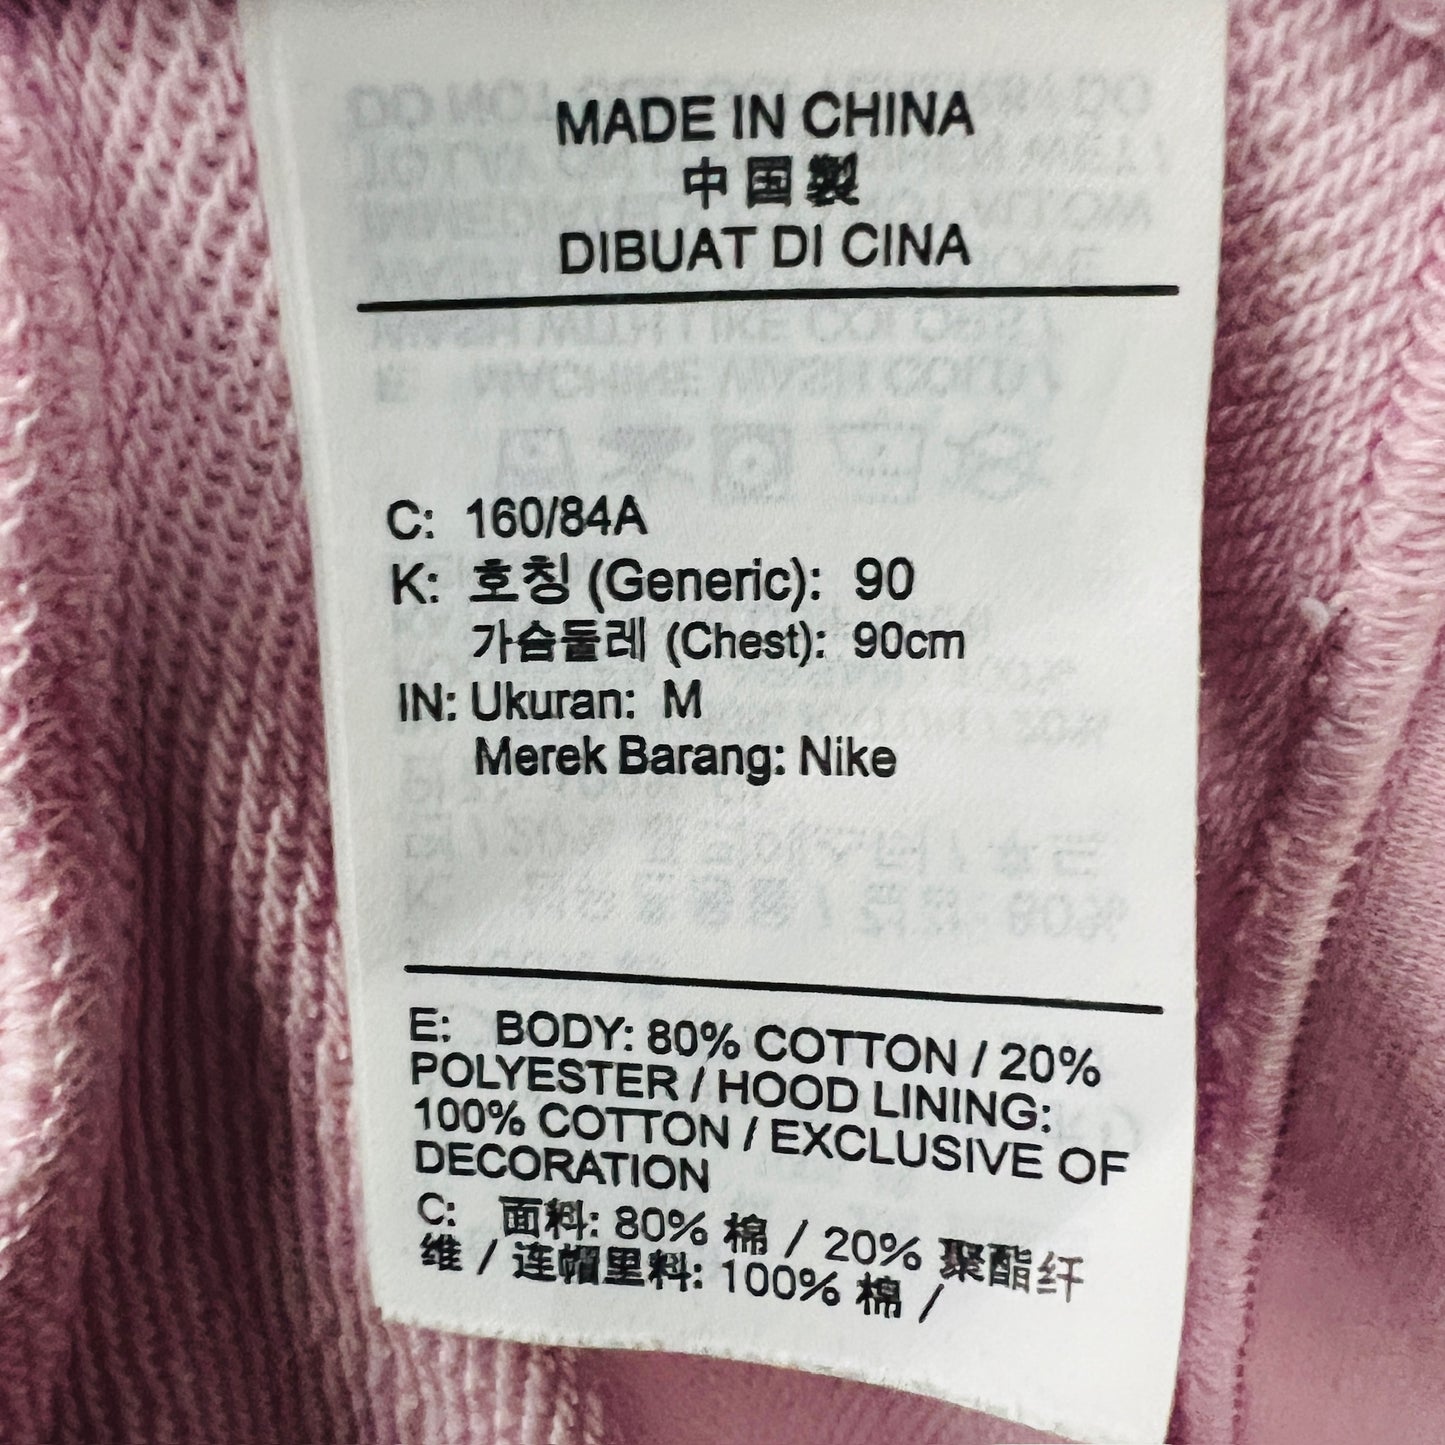 MADE IN CHINA
中国製
DIBUAT DI CINA
C: 160/84A
K: 호칭 (Generic): 90
가슴둘레 (Chest): 90cm
IN: Ukuran: M
Merek Barang: Nike
E: BODY: 80% COTTON / 20%
POLYESTER / HOOD LINING:
100% COTTON / EXCLUSIVE OF
DECORATION
C: 面料: 80% 棉 / 20% 聚酯纤
维 / 连帽里料: 100% 棉 /